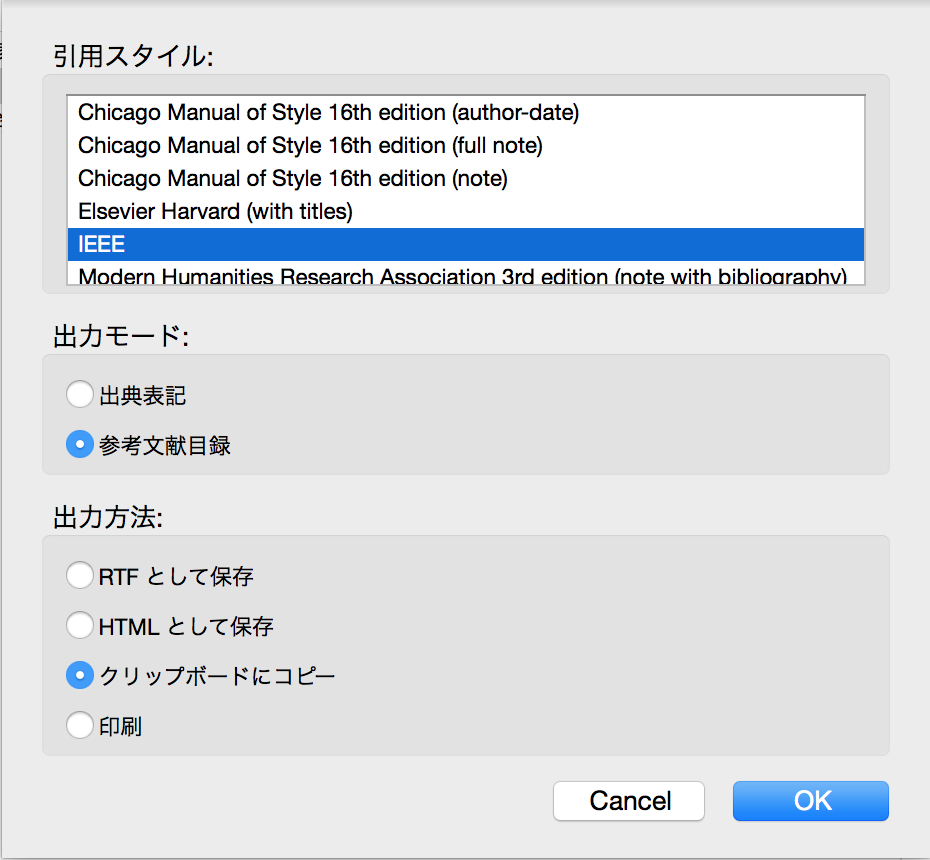 引用スタイル:
Chicago Manual of Style 16th edition (author-date)
Chicago Manual of Style 16th edition (full note)
Chicago Manual of Style 16th edition (note)
Elsevier Harvard (with titles)
IEEE
Modern Humanities Research Association 3rd edition (note with bibliography)
出力モード:
出典表記
参考文献目録
出力方法:
RTF として保存
HTML として保存
クリップボードにコピー
印刷
Cancel
OK